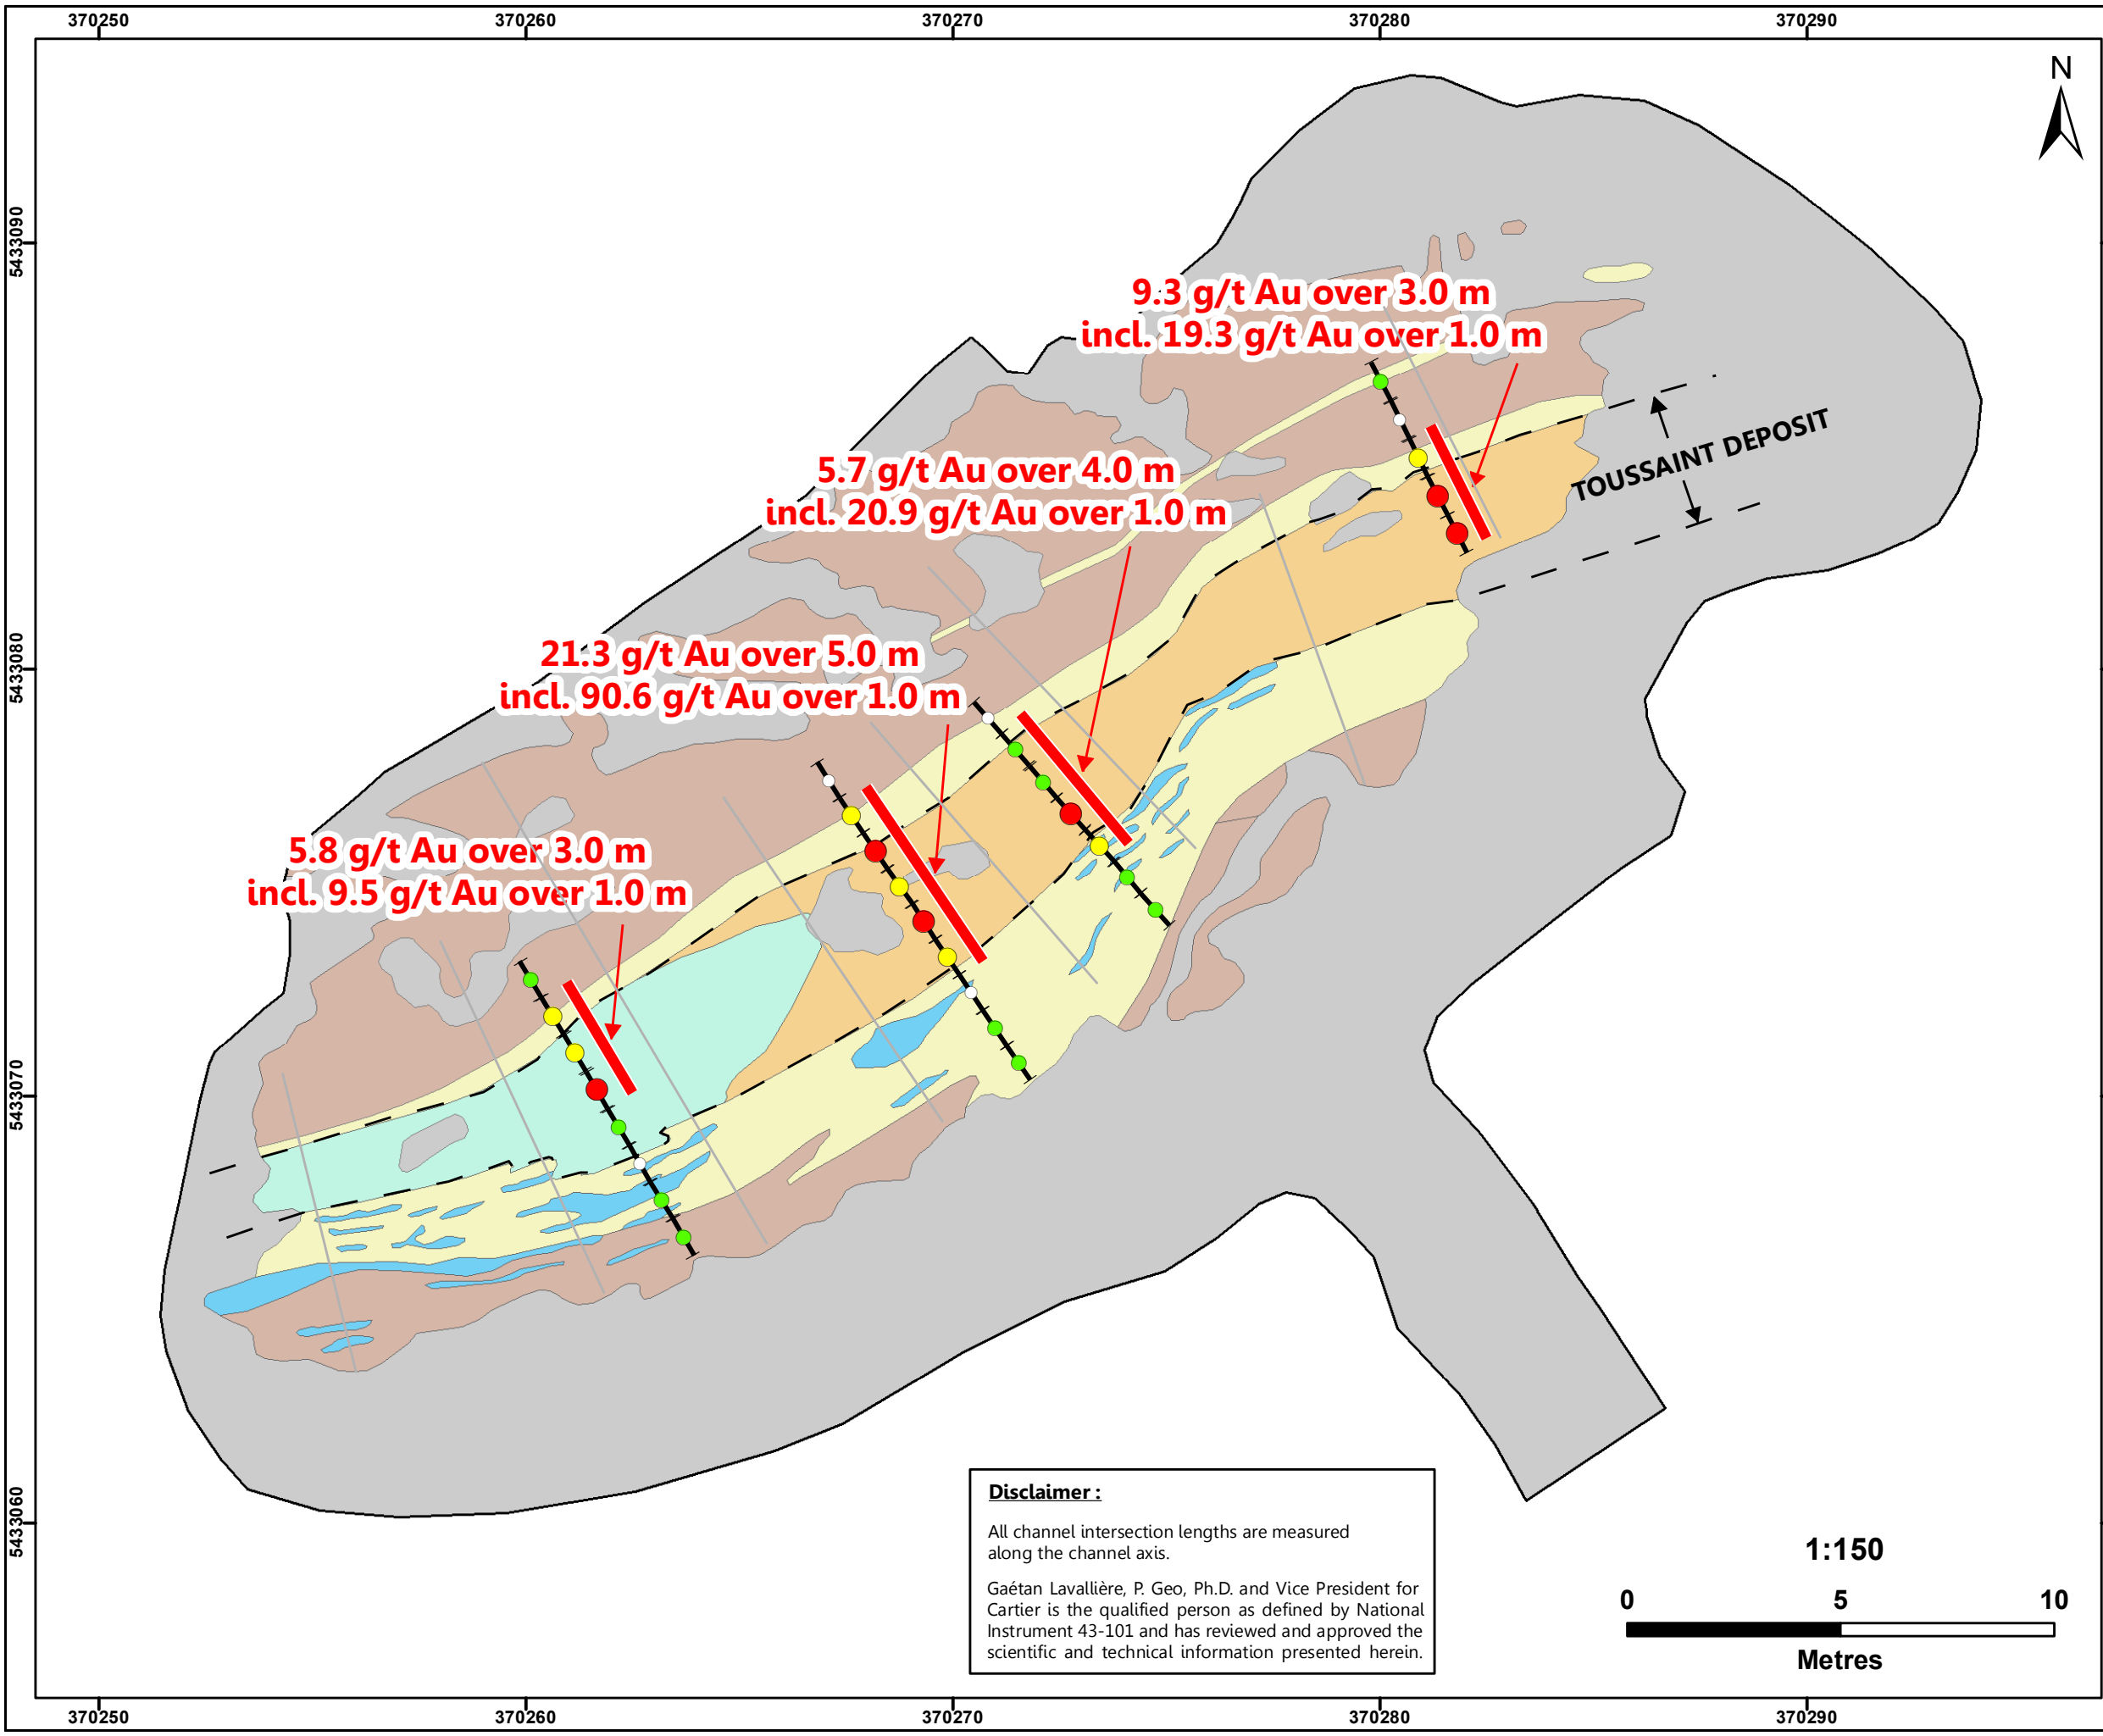 370250 370260 370270 370280 370290
N
5433090
9.3 g/t Au over 3.0 m
incl. 19.3 g/t Au over 1.0 m
TOUSSAINT DEPOSIT
5.7 g/t Au over 4.0 m
incl. 20.9 g/t Au over 1.0 m
5433080
21.3 g/t Au over 5.0 m
incl. 90.6 g/t Au over 1.0 m
5.8 g/t Au over 3.0 m
incl. 9.5 g/t Au over 1.0 m
5433070
5433060
Disclaimer :
All channel intersection lengths are measured
along the channel axis.
Gaétan Lavallière, P. Geo, Ph.D. and Vice President for
Cartier is the qualified person as defined by National
Instrument 43-101 and has reviewed and approved the
scientific and technical information presented herein.
1:150
0 5 10
Metres
370250 370260 370270 370280 370290